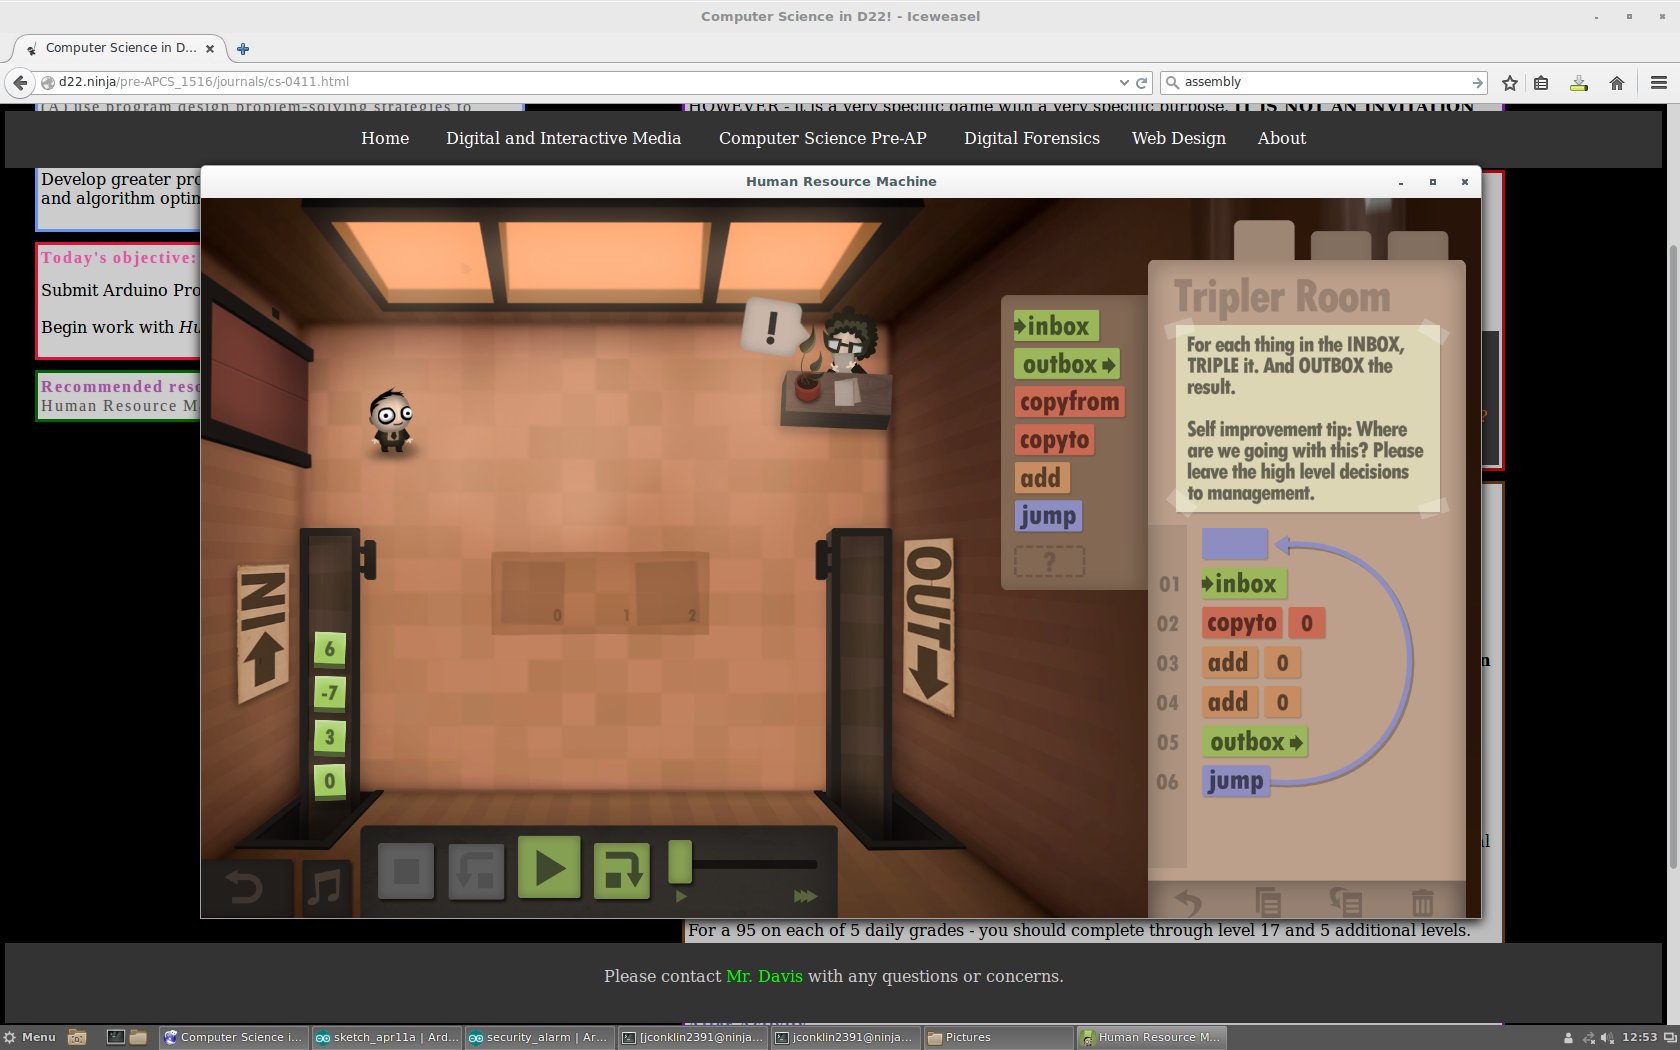 Computer Science in D22! - Iceweasel
Computer Science in D...
d22.ninja/pre-APCS_1516/journals/cs-0411.html
assembly
(A) use program design problem-solving strategies to
HOWEVER - it is a very specific game with a very specific purpose. IT IS NOT AN INVITATION
Home Digital and Interactive Media Computer Science Pre-AP Digital Forensics Web Design About
Develop greater pro
and algorithm optim
Today's objective:
Submit Arduino Pro
Begin work with Hu
Recommended reso
Human Resource Ma
Human Resource Machine
!
inbox
outbox
copyfrom
copyto
add
jump
?
Tripler Room
For each thing in the INBOX,
TRIPLE it. And OUTBOX the
result.
Self improvement tip: Where
are we going with this? Please
leave the high level decisions
to management.
01 inbox
02 copyto 0
03 add 0
04 add 0
05 outbox
06 jump
IN
OUT
0 1 2
6
-7
3
0
?
n
al
For a 95 on each of 5 daily grades - you should complete through level 17 and 5 additional levels.
Please contact Mr. Davis with any questions or concerns.
Menu
Computer Science i...
sketch_apr11a | Ard...
security_alarm | Ar...
[jconklin2391@ninja...
jconklin2391@ninja...
Pictures
Human Resource M...
12:53